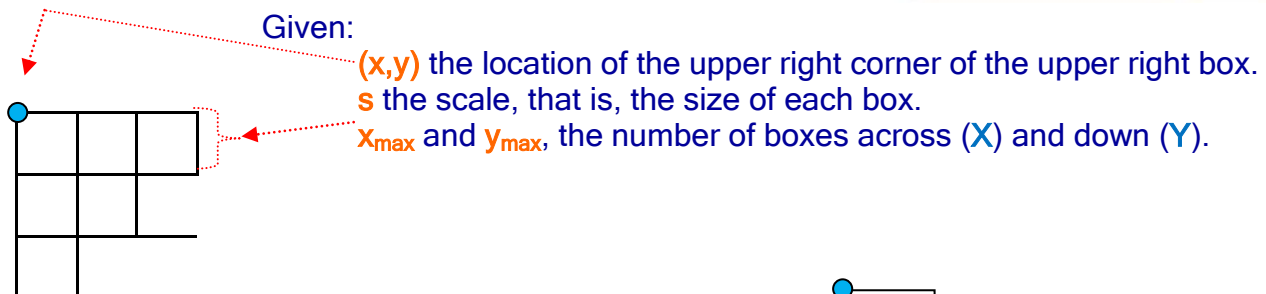 Given:
(x,y) the location of the upper right corner of the upper right box.
s the scale, that is, the size of each box.
xmax and ymax, the number of boxes across (X) and down (Y).